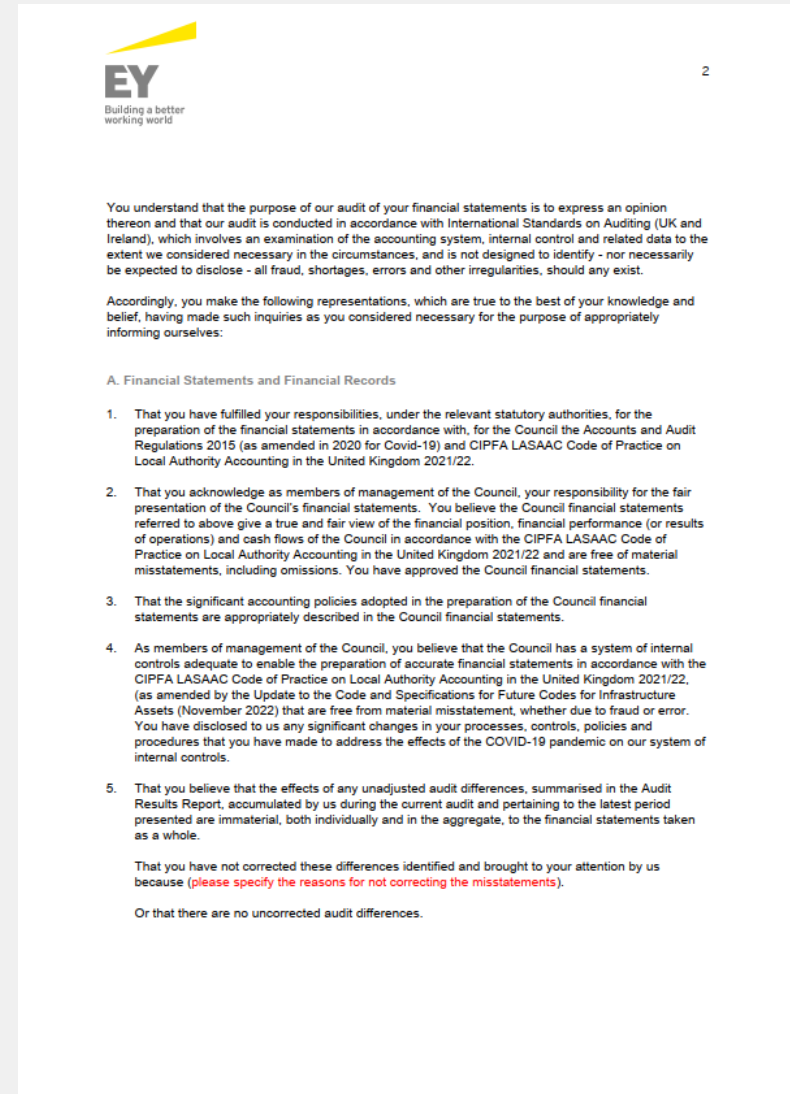 EY
2
Building a better
working world
You understand that the purpose of our audit of your financial statements is to express an opinion
thereon and that our audit is conducted in accordance with International Standards on Auditing (UK and
Ireland), which involves an examination of the accounting system, internal control and related data to the
extent we considered necessary in the circumstances, and is not designed to identify - nor necessarily
be expected to disclose - all fraud, shortages, errors and other irregularities, should any exist.
Accordingly, you make the following representations, which are true to the best of your knowledge and
belief, having made such inquiries as you considered necessary for the purpose of appropriately
informing ourselves:
A. Financial Statements and Financial Records
1. That you have fulfilled your responsibilities, under the relevant statutory authorities, for the
preparation of the financial statements in accordance with, for the Council the Accounts and Audit
Regulations 2015 (as amended in 2020 for Covid-19) and CIPFA LASAAC Code of Practice on
Local Authority Accounting in the United Kingdom 2021/22.
2. That you acknowledge as members of management of the Council, your responsibility for the fair
presentation of the Council's financial statements. You believe the Council financial statements
referred to above give a true and fair view of the financial position, financial performance (or results
of operations) and cash flows of the Council in accordance with the CIPFA LASAAC Code of
Practice on Local Authority Accounting in the United Kingdom 2021/22 and are free of material
misstatements, including omissions. You have approved the Council financial statements.
3. That the significant accounting policies adopted in the preparation of the Council financial
statements are appropriately described in the Council financial statements.
4. As members of management of the Council, you believe that the Council has a system of internal
controls adequate to enable the preparation of accurate financial statements in accordance with the
CIPFA LASAAC Code of Practice on Local Authority Accounting in the United Kingdom 2021/22,
(as amended by the Update to the Code and Specifications for Future Codes for Infrastructure
Assets (November 2022) that are free from material misstatement, whether due to fraud or error.
You have disclosed to us any significant changes in your processes, controls, policies and
procedures that you have made to address the effects of the COVID-19 pandemic on our system of
internal controls.
5. That you believe that the effects of any unadjusted audit differences, summarised in the Audit
Results Report, accumulated by us during the current audit and pertaining to the latest period
presented are immaterial, both individually and in the aggregate, to the financial statements taken
as a whole.
That you have not corrected these differences identified and brought to your attention by us
because (please specify the reasons for not correcting the misstatements).
Or that there are no uncorrected audit differences.